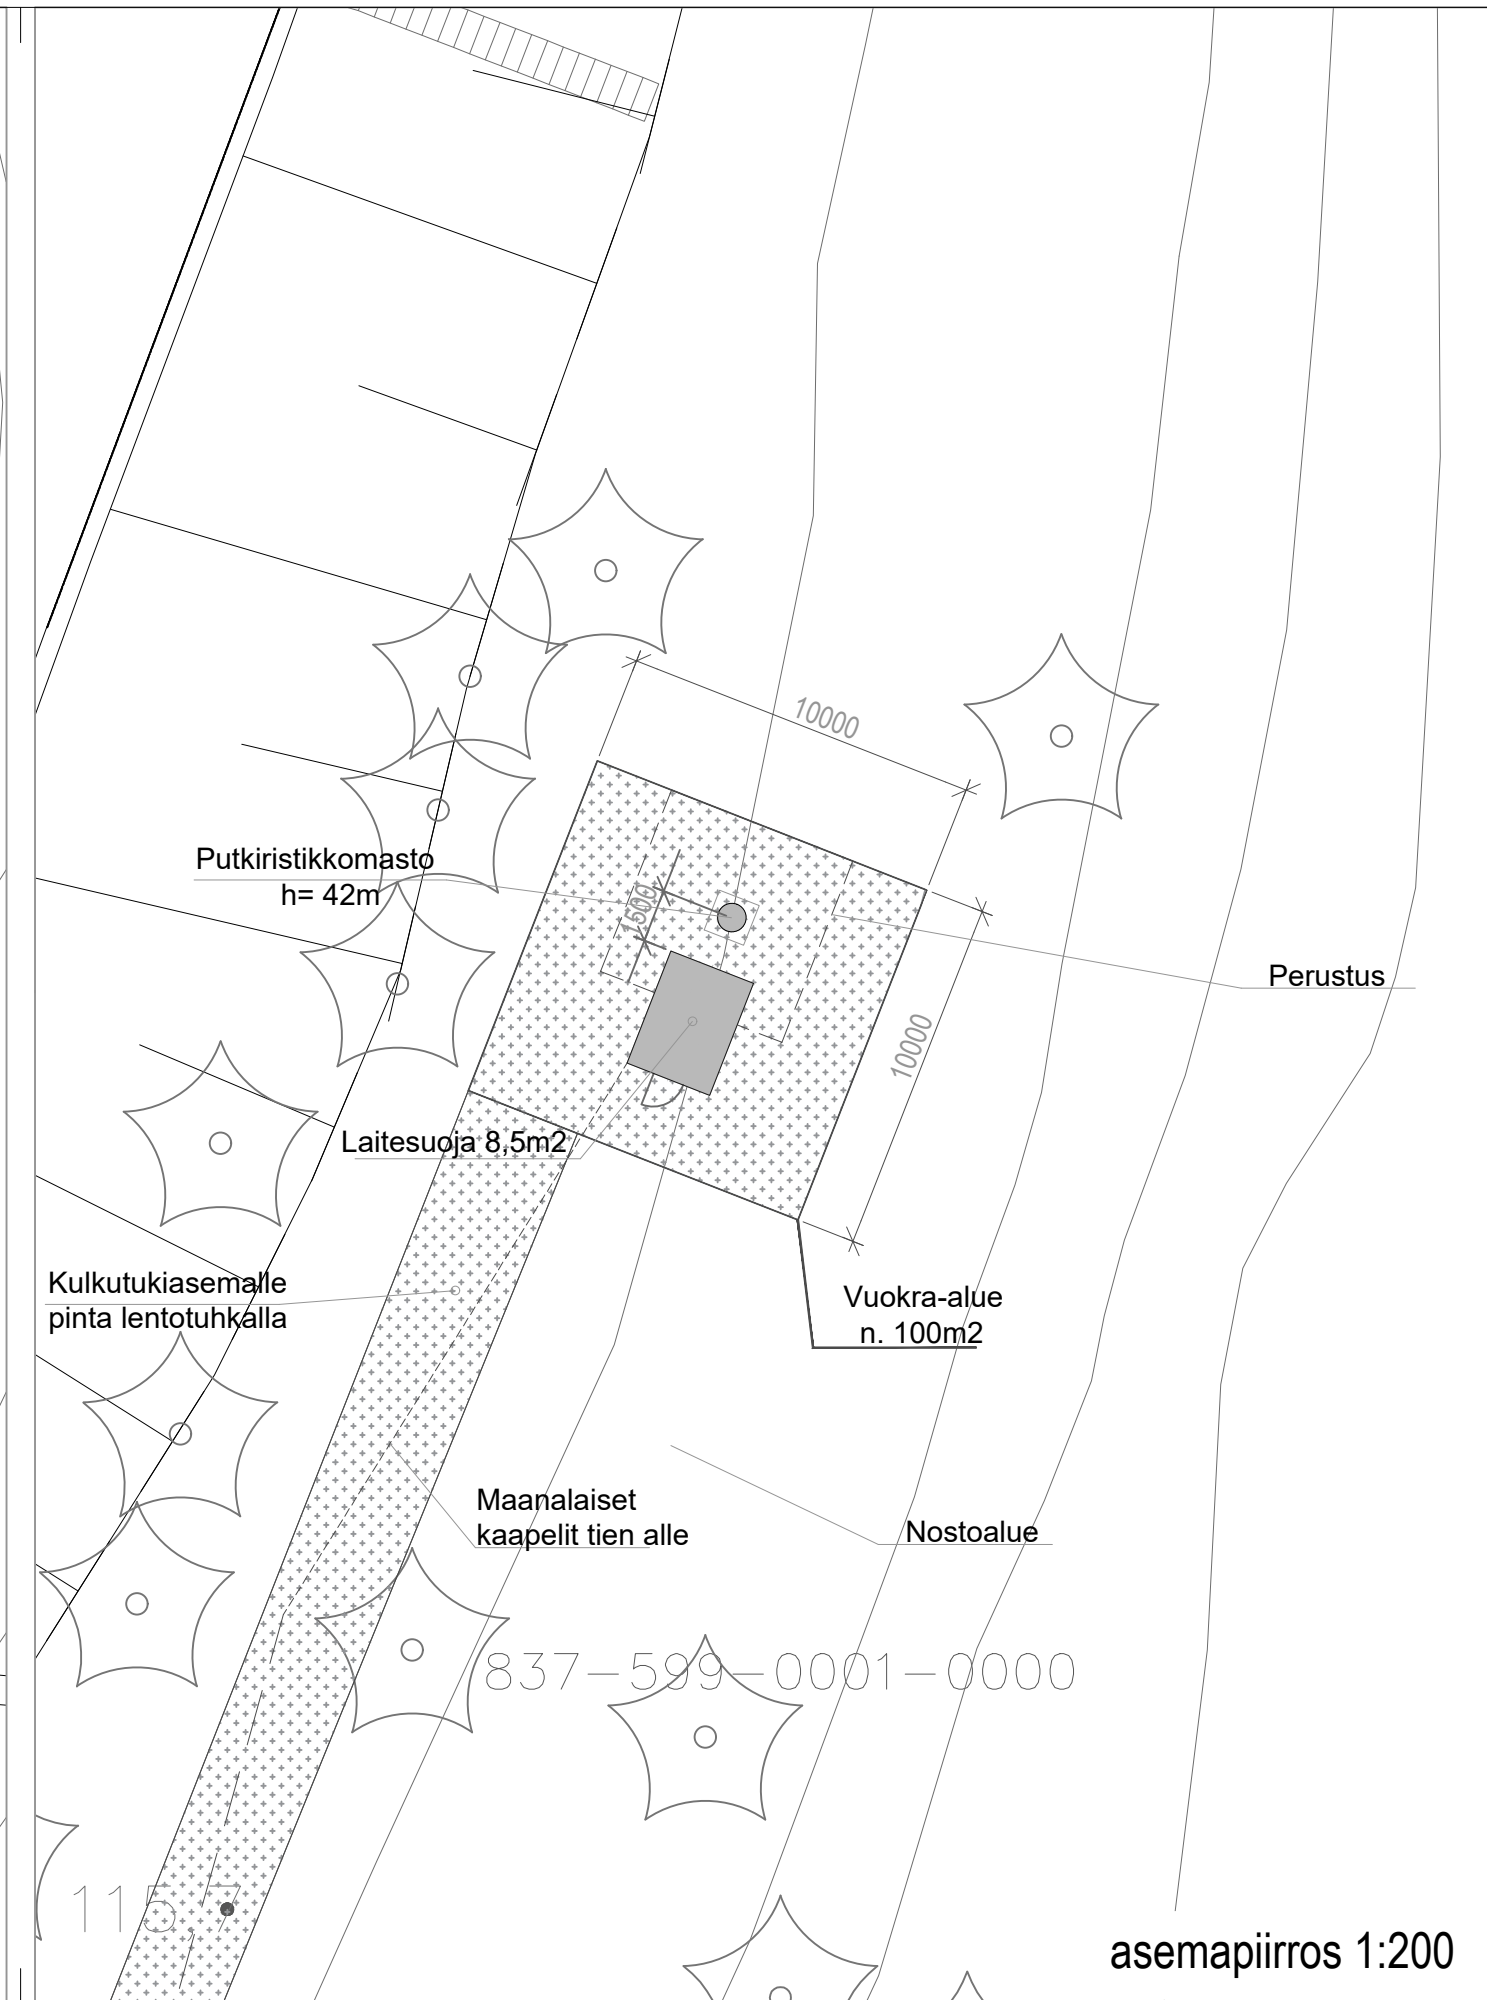 10000
Putkiristikkomasto
h= 42m
1500
Perustus
10000
Laitesuoja 8,5m2
Kulkutukiasemalle
pinta lentotuhkalla
Vuokra-alue
n. 100m2
Maanalaiset
kaapelit tien alle
Nostoalue
837-599-0001-0000
115.7
asemapiirros 1:200